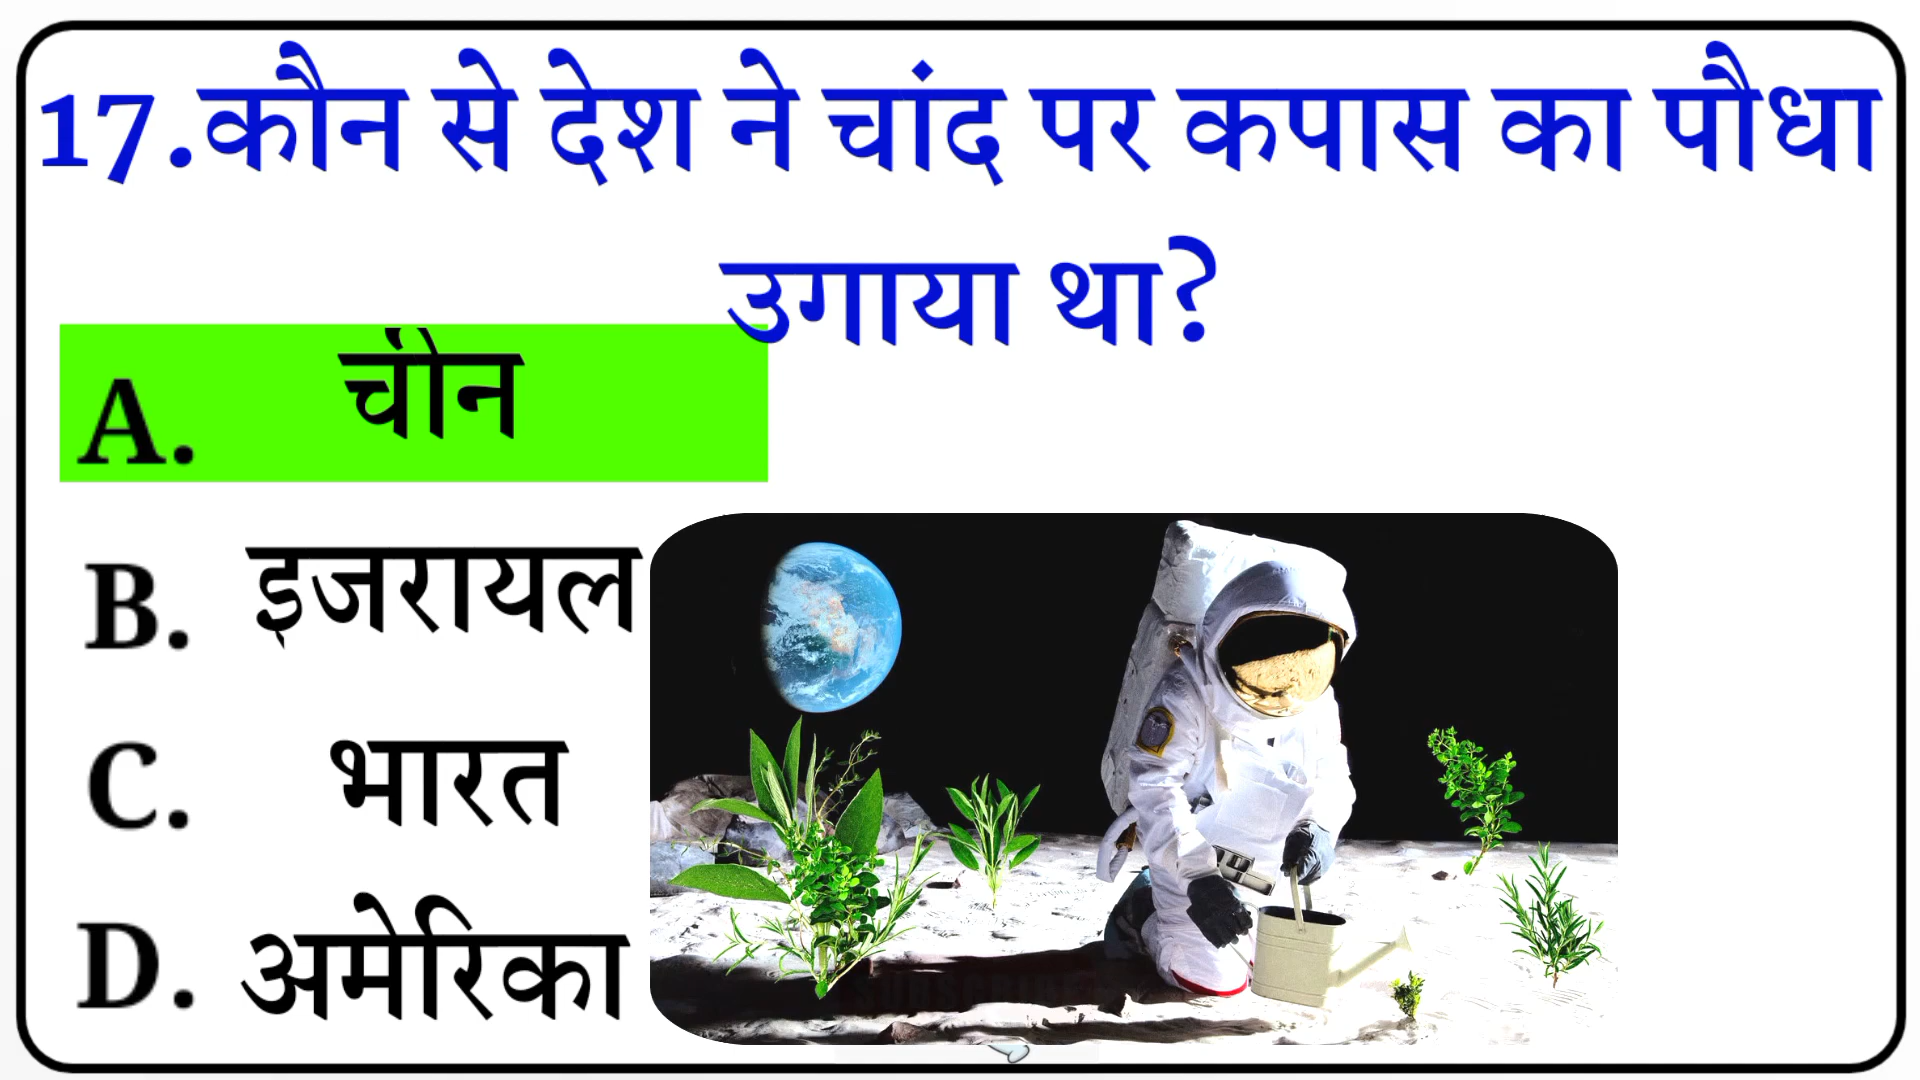 17.कौन से देश ने चांद पर कपास का पौधा
उगाया था?
A. चीन
B. इजरायल
C. भारत
D. अमेरिका